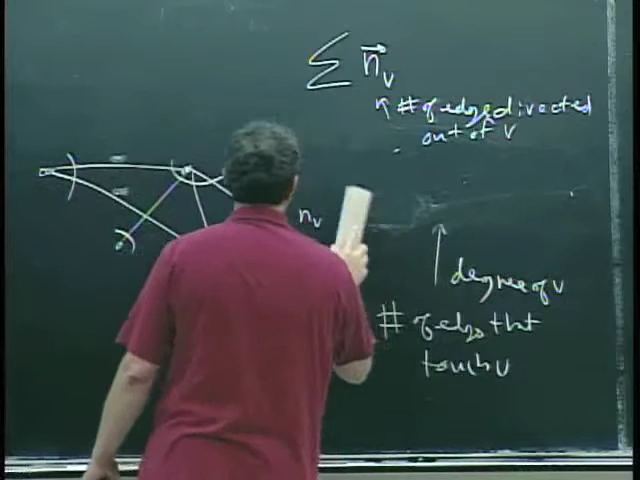 Σ n⃗v
↑ # of edges directed
out of v
nv
↑ degree of v
# of edges that
touch v